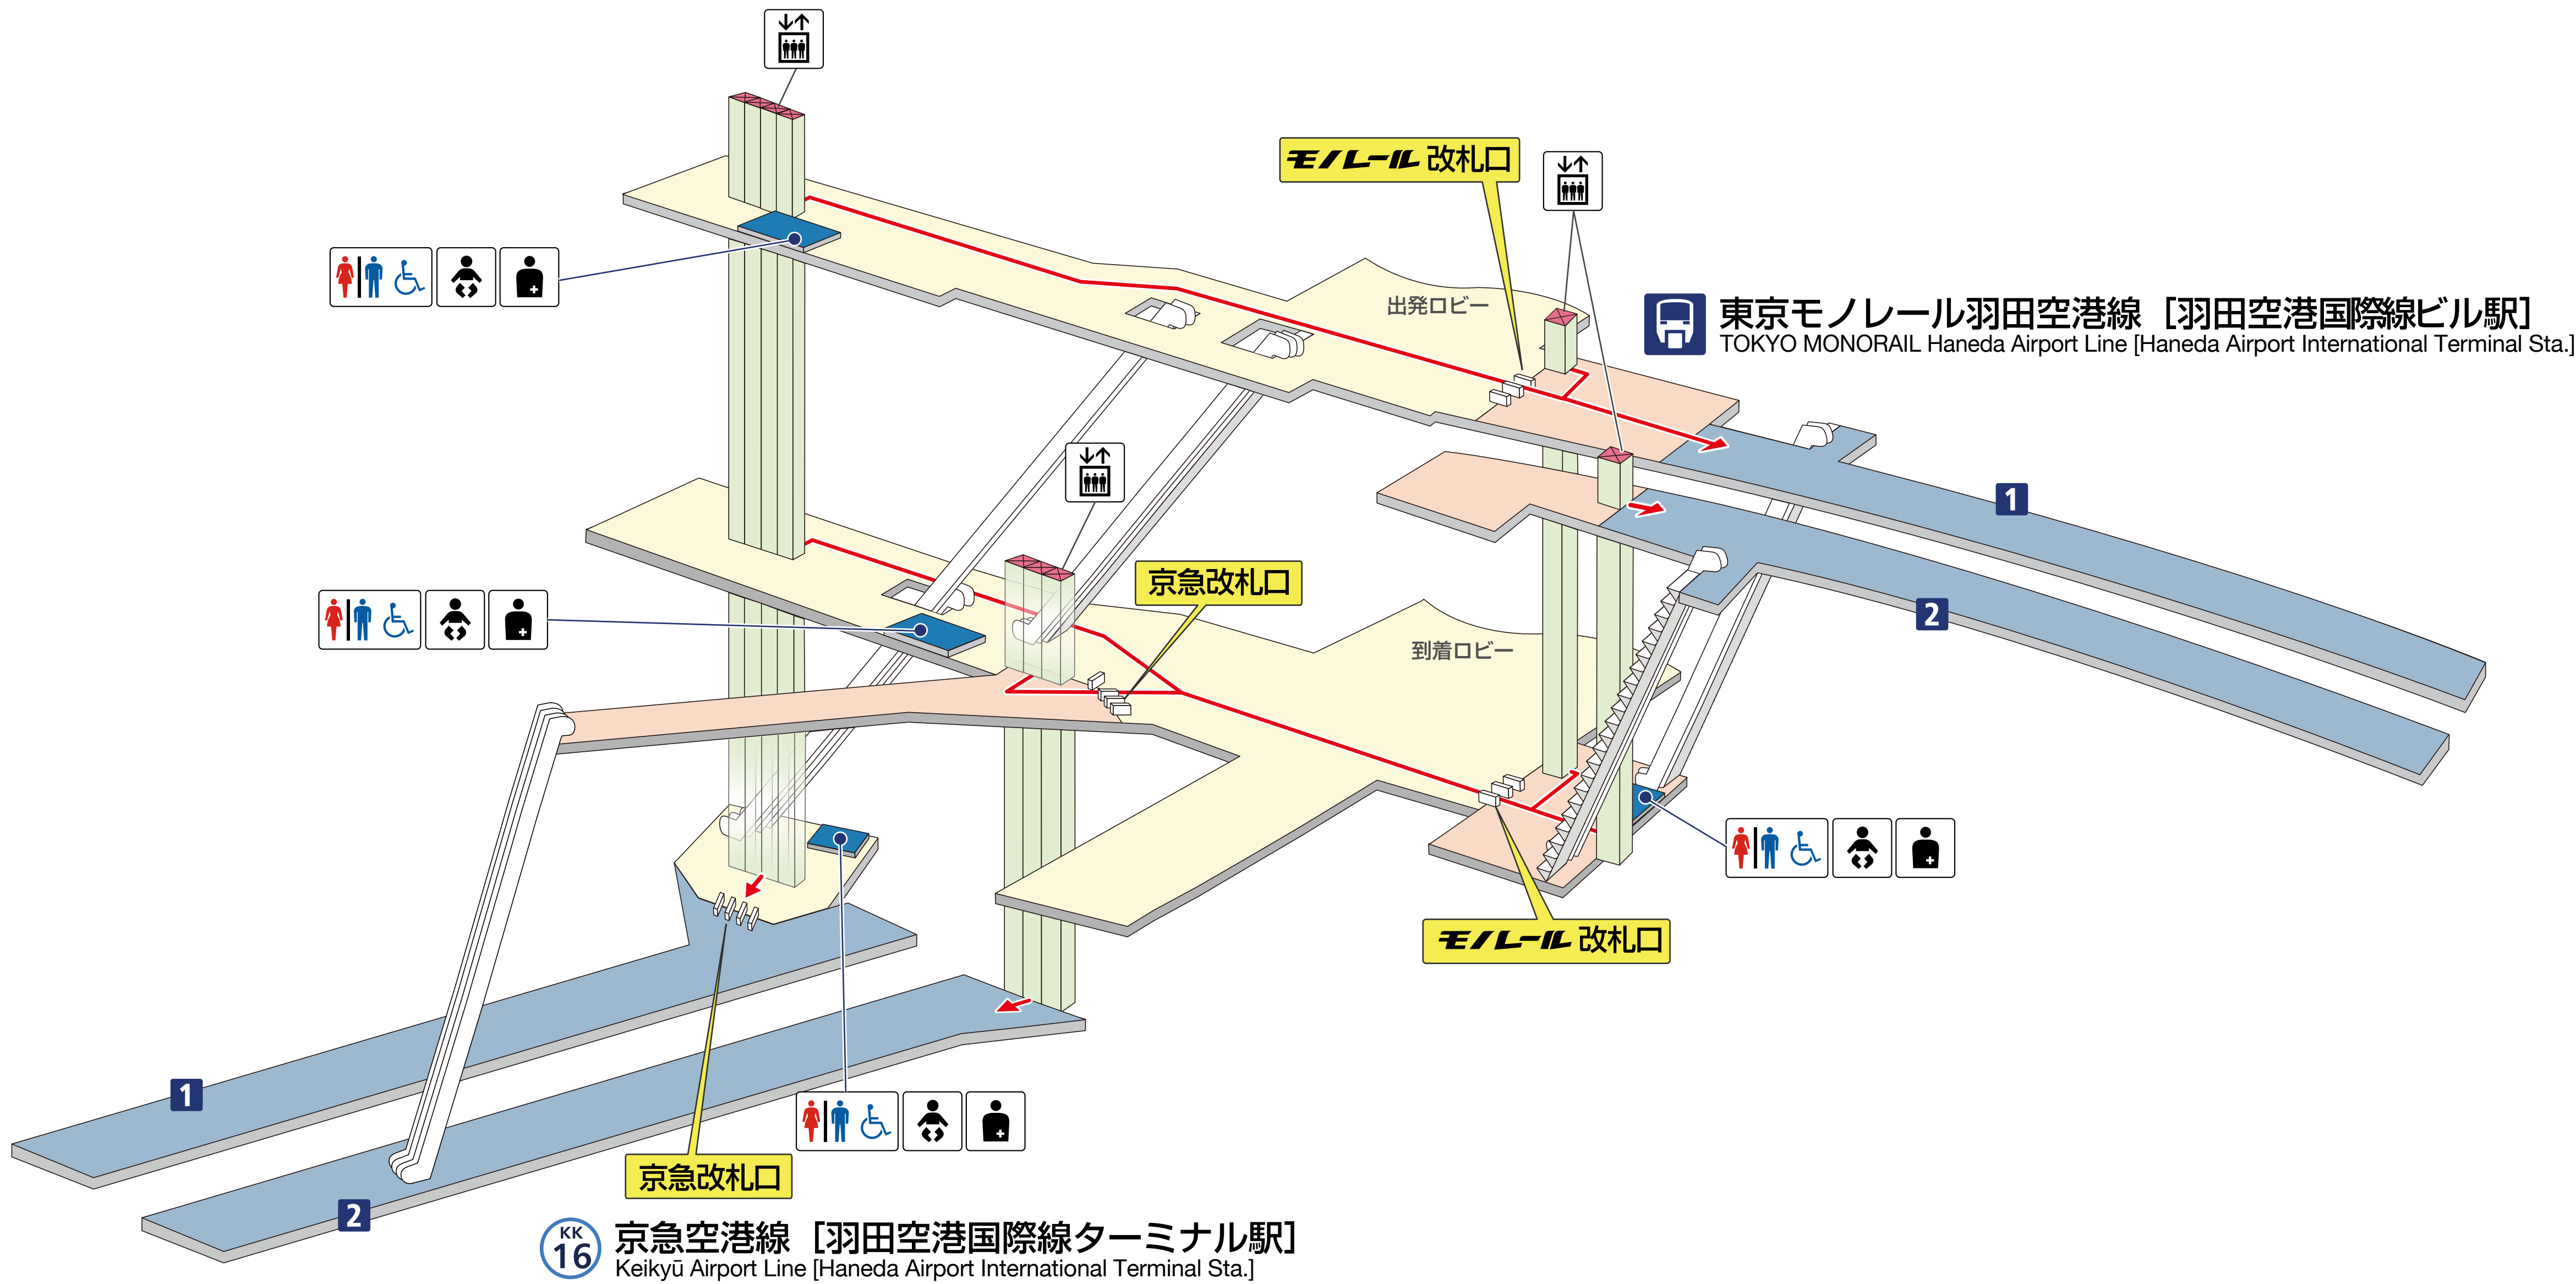 モノレール 改札口
出発ロビー
東京モノレール羽田空港線［羽田空港国際線ビル駅］
TOKYO MONORAIL Haneda Airport Line [Haneda Airport International Terminal Sta.]
1
京急改札口
2
到着ロビー
モノレール 改札口
1
京急改札口
2
KK
16
京急空港線［羽田空港国際線ターミナル駅］
Keikyū Airport Line [Haneda Airport International Terminal Sta.]